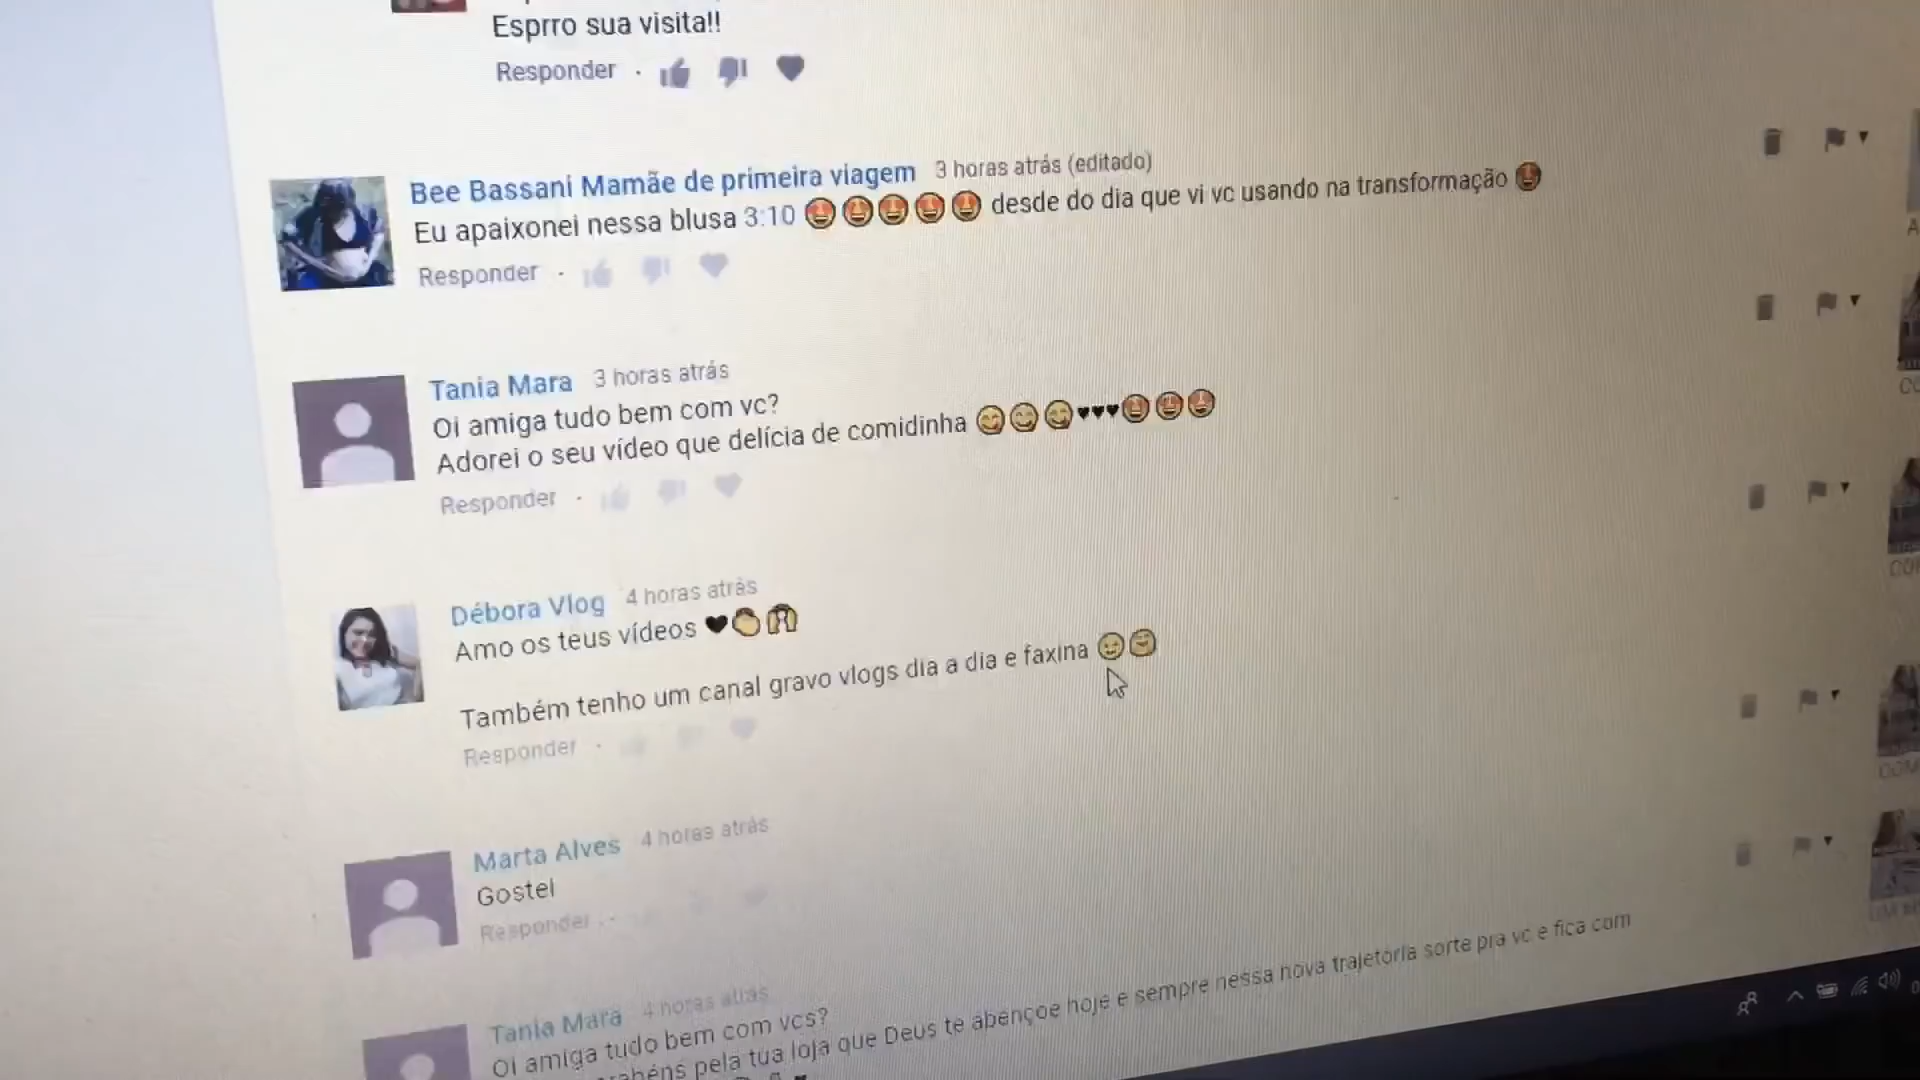 Esprro sua visita!!
Responder
Bee Bassani Mamãe de primeira viagem 3 horas atrás (editado)
Eu apaixonei nessa blusa 3:10 🤩🤩🤩🤩🤩 desde do dia que vi vc usando na transformação 🤩
Responder
Tania Mara 3 horas atrás
Oi amiga tudo bem com vc?
Adorei o seu vídeo que delícia de comidinha 😋😋😋♥♥♥🤩🤩🤩
Responder
Débora Vlog 4 horas atrás
Amo os teus vídeos
Também tenho um canal gravo vlogs dia a dia e faxina
Responder
Marta Alves 4 horas atrás
Gostei
Responder
Tania Mara 4 horas atrás
Oi amiga tudo bem com vcs?
pela tua loja que Deus te abençoe hoje e sempre nessa nova trajetória sorte pra vc e fica com